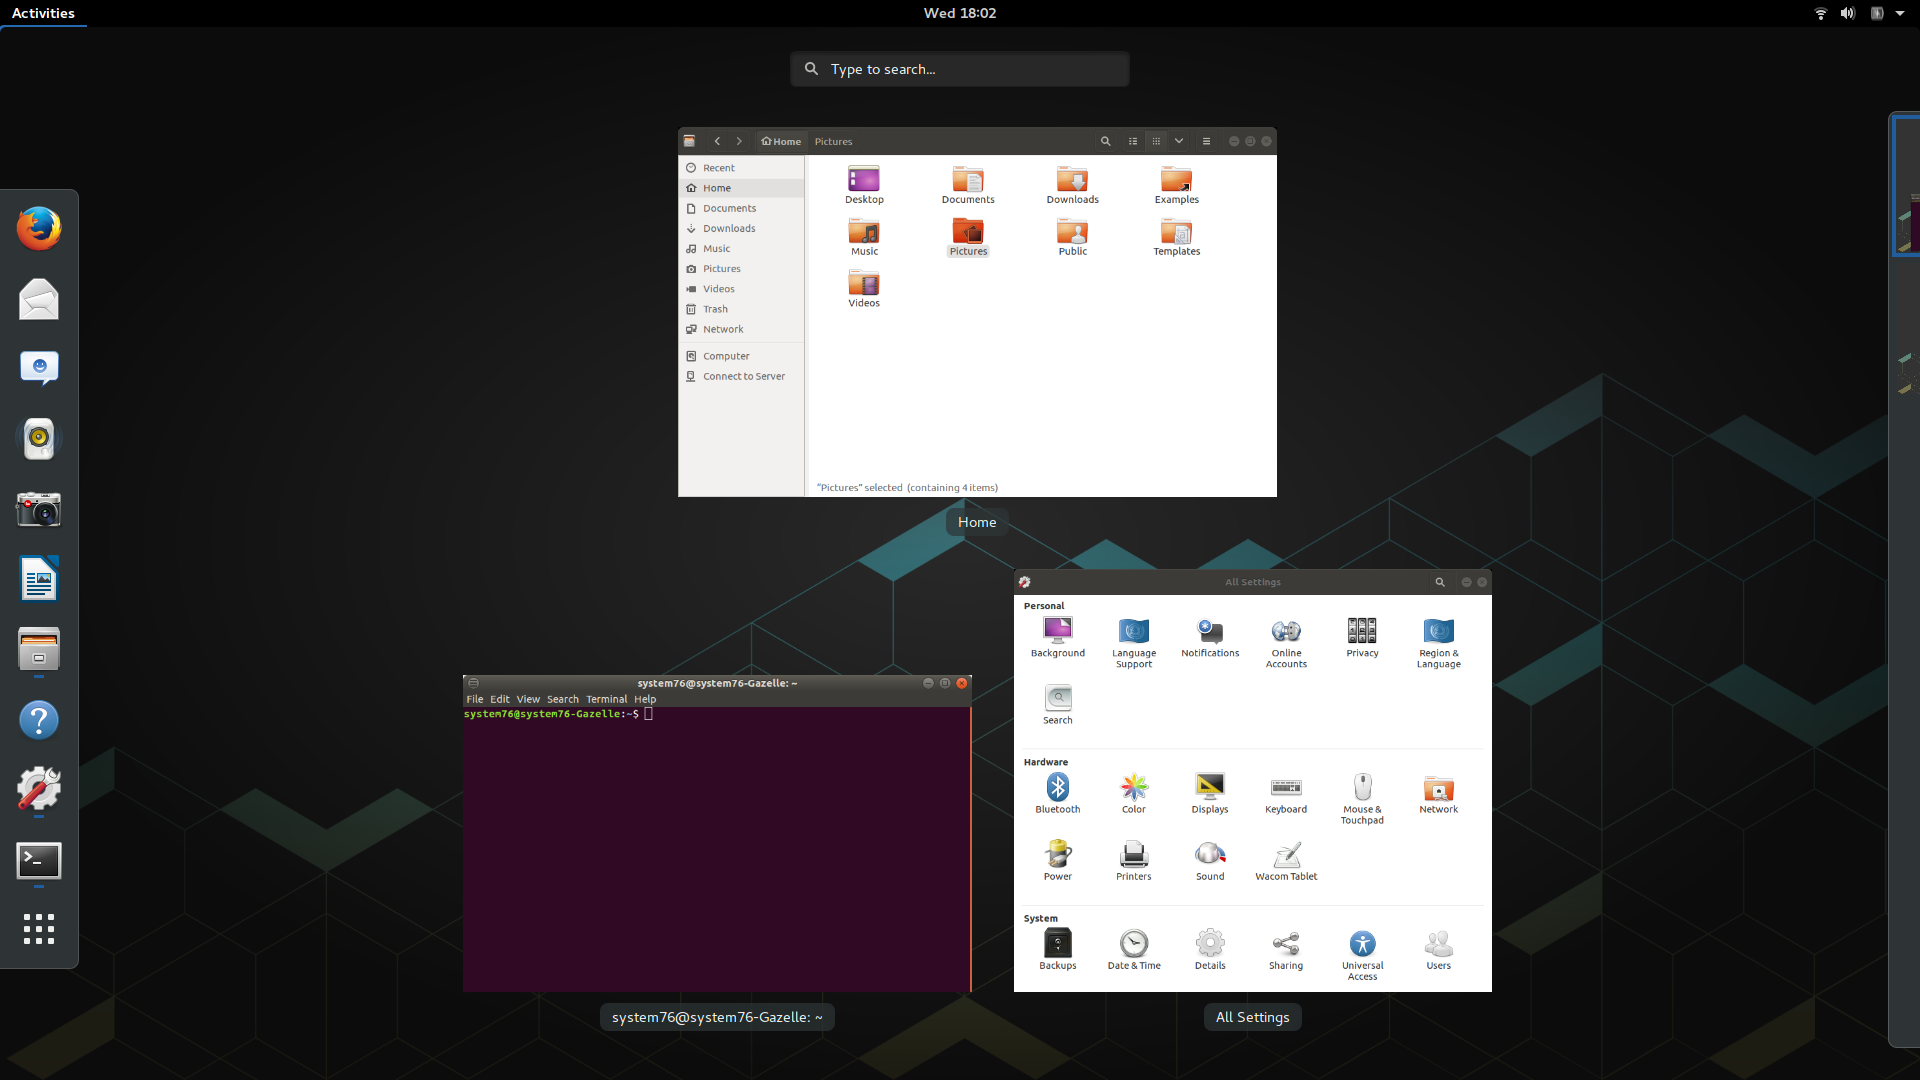 Activities
Wed 18:02
Type to search...
Home
Pictures
Recent
Home
Documents
Downloads
Music
Pictures
Videos
Trash
Network
Computer
Connect to Server
Desktop
Documents
Downloads
Examples
Music
Pictures
Public
Templates
Videos
"Pictures" selected (containing 4 items)
Home
system76@system76-Gazelle: ~
File Edit View Search Terminal Help
system76@system76-Gazelle:~$
system76@system76-Gazelle: ~
All Settings
Personal
Background
Language
Support
Notifications
Online
Accounts
Privacy
Region &
Language
Search
Hardware
Bluetooth
Color
Displays
Keyboard
Mouse &
Touchpad
Network
Power
Printers
Sound
Wacom Tablet
System
Backups
Date & Time
Details
Sharing
Universal
Access
Users
All Settings